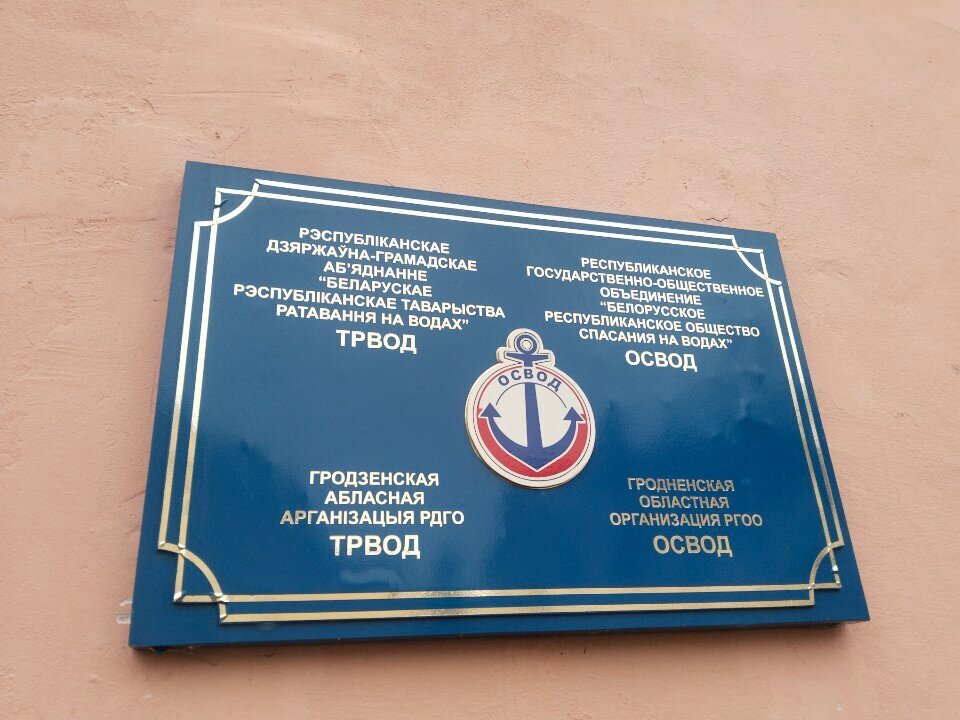 РЭСПУБЛІКАНСКАЕ
ДЗЯРЖАЎНА-ГРАМАДСКАЕ
АБ'ЯДНАННЕ
"БЕЛАРУСКАЕ
РЭСПУБЛІКАНСКАЕ ТАВАРЫСТВА
РАТАВАННЯ НА ВОДАХ"
ТРВОД
РЕСПУБЛИКАНСКОЕ
ГОСУДАРСТВЕННО-ОБЩЕСТВЕННОЕ
ОБЪЕДИНЕНИЕ
"БЕЛОРУССКОЕ
РЕСПУБЛИКАНСКОЕ ОБЩЕСТВО
СПАСАНИЯ НА ВОДАХ"
ОСВОД
ОСВОД
ГРОДЗЕНСКАЯ
АБЛАСНАЯ
АРГАНІЗАЦЫЯ РДГО
ТРВОД
ГРОДНЕНСКАЯ
ОБЛАСТНАЯ
ОРГАНИЗАЦИЯ РГОО
ОСВОД